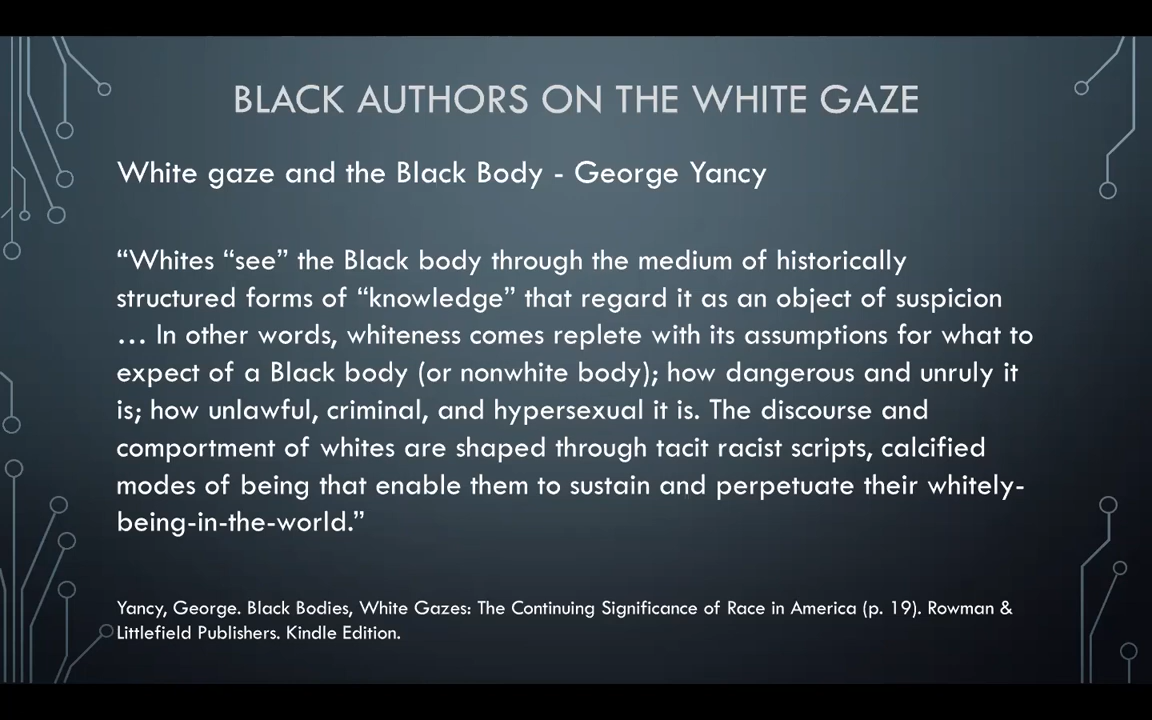 BLACK AUTHORS ON THE WHITE GAZE
White gaze and the Black Body - George Yancy
“Whites “see” the Black body through the medium of historically
structured forms of “knowledge” that regard it as an object of suspicion
… In other words, whiteness comes replete with its assumptions for what to
expect of a Black body (or nonwhite body); how dangerous and unruly it
is; how unlawful, criminal, and hypersexual it is. The discourse and
comportment of whites are shaped through tacit racist scripts, calcified
modes of being that enable them to sustain and perpetuate their whitely-
being-in-the-world.”
Yancy, George. Black Bodies, White Gazes: The Continuing Significance of Race in America (p. 19). Rowman &
Littlefield Publishers. Kindle Edition.